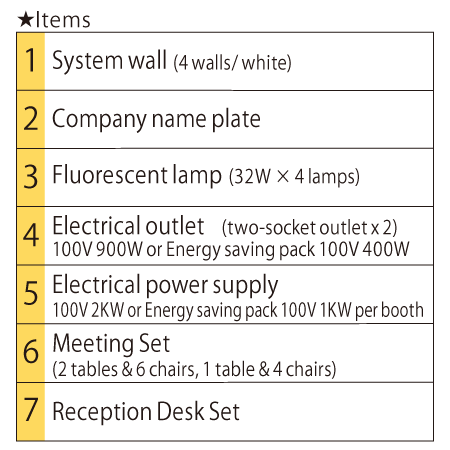 ★Items
1 System wall (4 walls/ white)
2 Company name plate
3 Fluorescent lamp (32W × 4 lamps)
4 Electrical outlet (two-socket outlet x 2)
100V 900W or Energy saving pack 100V 400W
5 Electrical power supply
100V 2KW or Energy saving pack 100V 1KW per booth
6 Meeting Set
(2 tables & 6 chairs, 1 table & 4 chairs)
7 Reception Desk Set